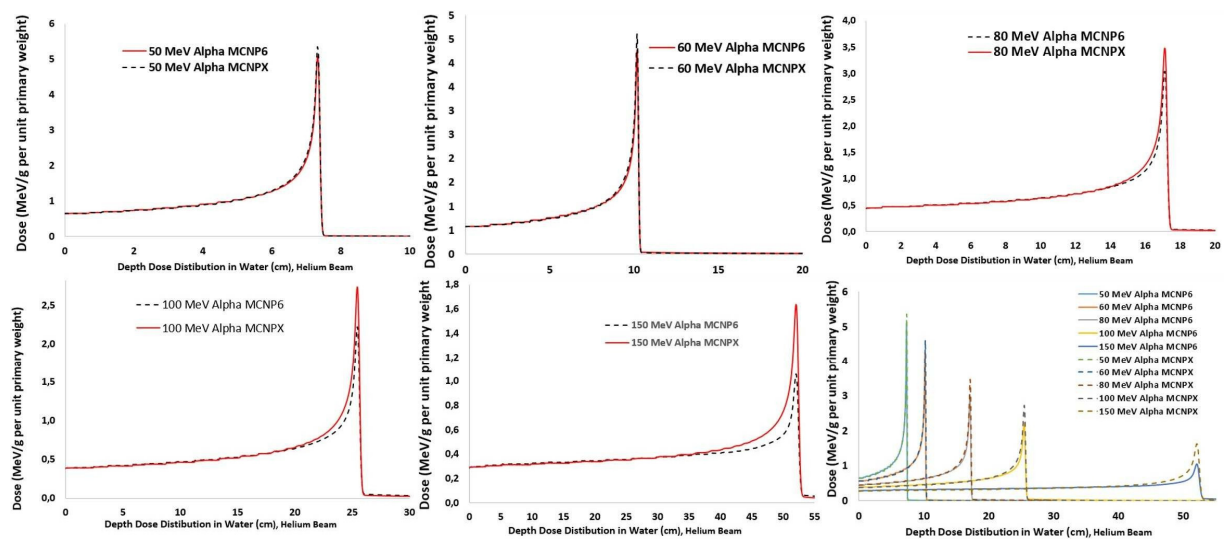 Dose (MeV/g per unit primary weight)
6
5
4
3
2
1
0
50 MeV Alpha MCNP6
50 MeV Alpha MCNPX
0 2 4 6 8 10
Depth Dose Distibution in Water (cm), Helium Beam
Dose (MeV/g per unit primary weight)
5
5
4
4
3
3
2
2
1
1
0
60 MeV Alpha MCNP6
60 MeV Alpha MCNPX
0 5 10 15 20
Depth Dose Distibution in Water (cm), Helium Beam
Dose (MeV/g per unit primary weight)
4,0
3,5
3,0
2,5
2,0
1,5
1,0
0,5
0,0
80 MeV Alpha MCNP6
80 MeV Alpha MCNPX
0 2 4 6 8 10 12 14 16 18 20
Depth Dose Distibution in Water (cm), Helium Beam
Dose (MeV/g per unit primary weight)
2,5
2,0
1,5
1,0
0,5
0,0
100 MeV Alpha MCNP6
100 MeV Alpha MCNPX
0 5 10 15 20 25 30
Depth Dose Distibution in Water (cm), Helium Beam
Dose (MeV/g per unit primary weight)
1,8
1,6
1,4
1,2
1,0
0,8
0,6
0,4
0,2
0,0
150 MeV Alpha MCNP6
150 MeV Alpha MCNPX
0 5 10 15 20 25 30 35 40 45 50 55
Depth Dose Distibution in Water (cm), Helium Beam
Dose (MeV/g per unit primary weight)
6
5
4
3
2
1
0
50 MeV Alpha MCNP6
60 MeV Alpha MCNP6
80 MeV Alpha MCNP6
100 MeV Alpha MCNP6
150 MeV Alpha MCNP6
50 MeV Alpha MCNPX
60 MeV Alpha MCNPX
80 MeV Alpha MCNPX
100 MeV Alpha MCNPX
150 MeV Alpha MCNPX
0 10 20 30 40 50
Depth Dose Distibution in Water (cm), Helium Beam